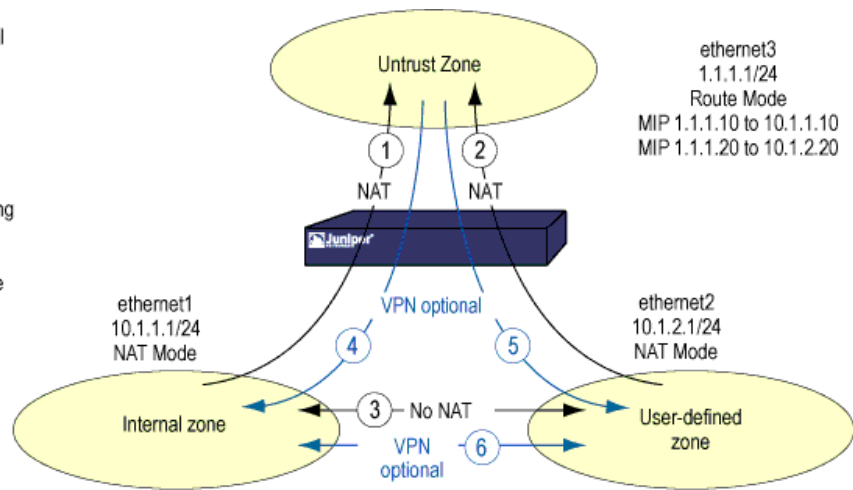 l
ng
e
Untrust Zone
ethernet3
1.1.1.1/24
Route Mode
MIP 1.1.1.10 to 10.1.1.10
MIP 1.1.1.20 to 10.1.2.20
1
2
NAT
NAT
Juniper
VPN optional
ethernet1
10.1.1.1/24
NAT Mode
ethernet2
10.1.2.1/24
NAT Mode
4
5
Internal zone
3
No NAT
User-defined
zone
VPN
optional
6